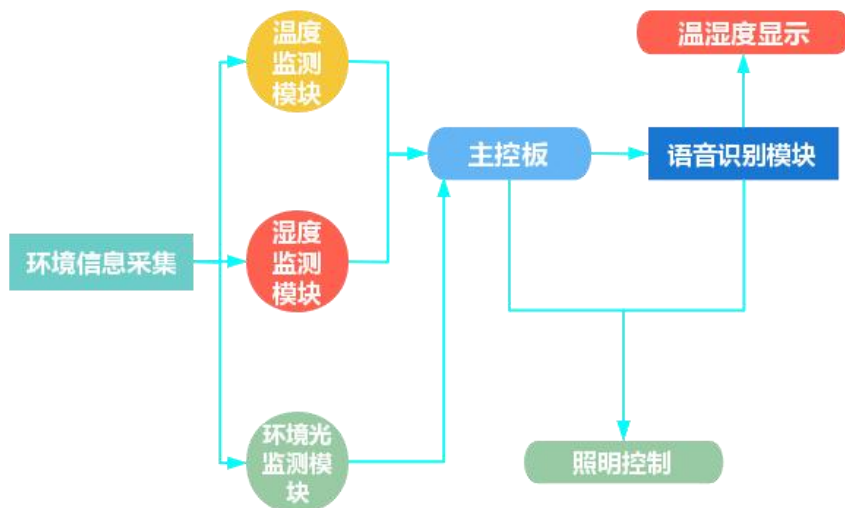 温度
监测
模块
温湿度显示
主控板
语音识别模块
环境信息采集
湿度
监测
模块
环境光
监测模
块
照明控制